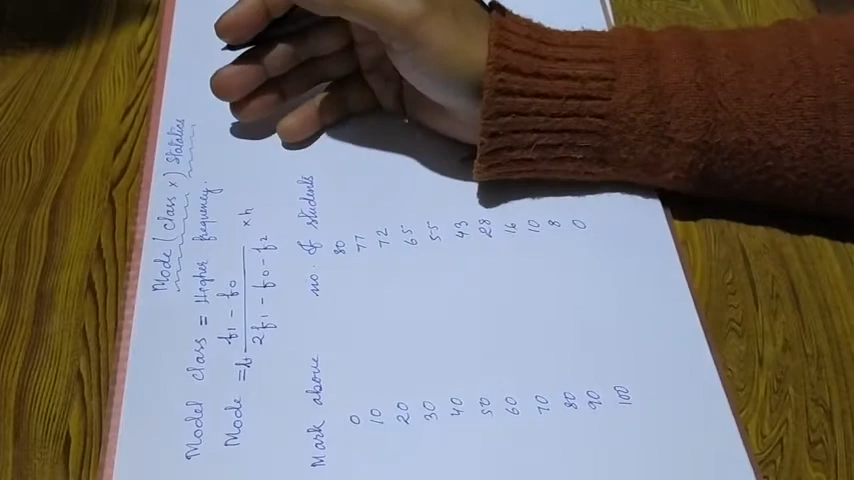 Mode (class x) Statatics
Model class = Higher frequency.
Mode = l + f1 - f0 / 2f1 - f0 - f2 x h
Mark above no. of students
0 80
10 77
20 72
30 65
40 55
50 43
60 28
70 16
80 10
90 8
100 0